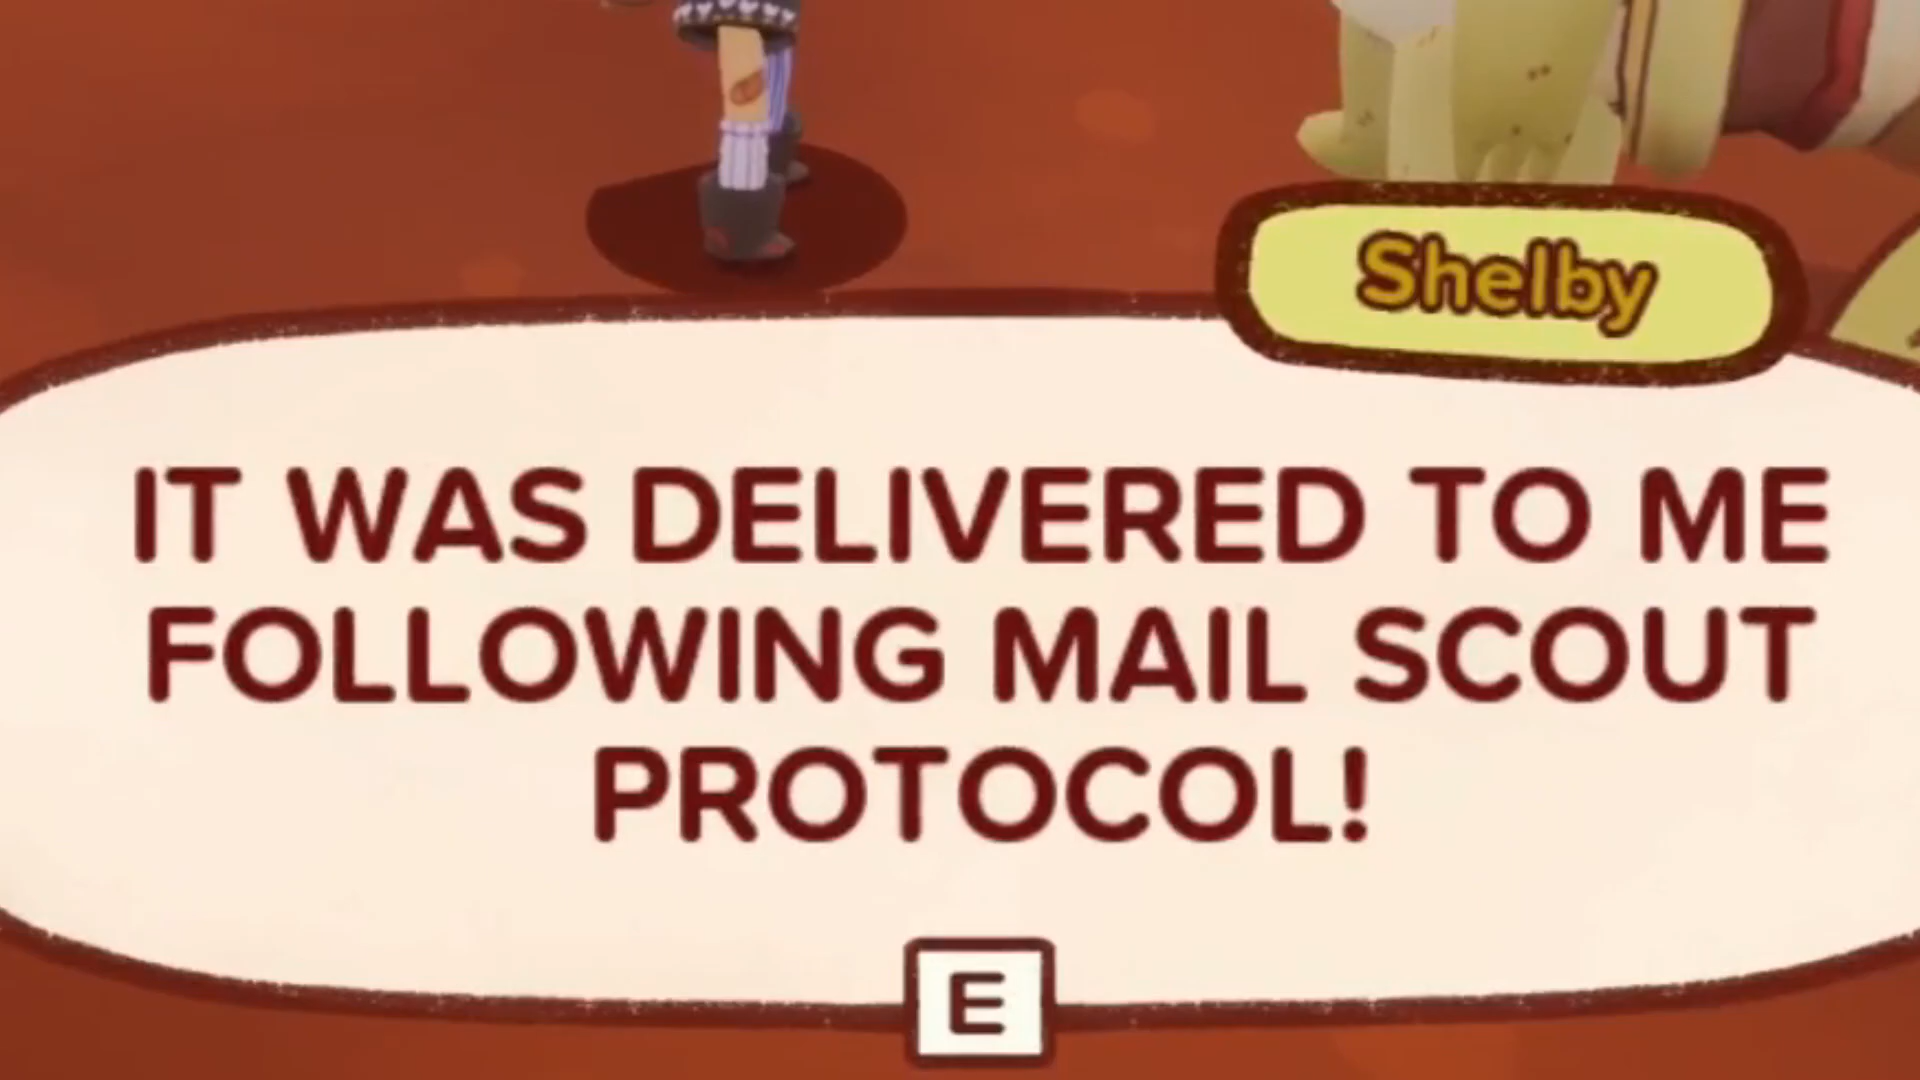 Shelby
IT WAS DELIVERED TO ME
FOLLOWING MAIL SCOUT
PROTOCOL!
E